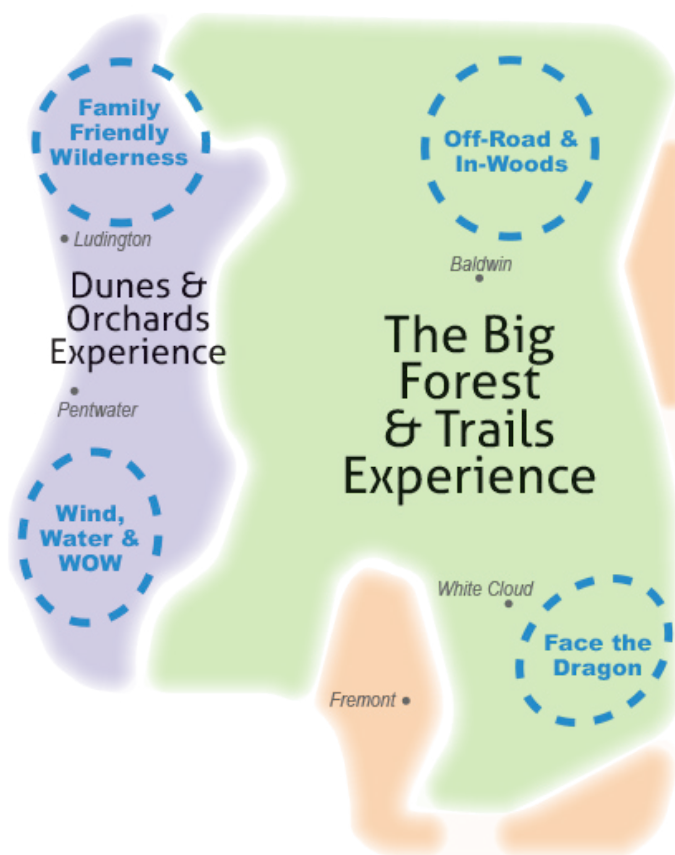 Family
Friendly
Wilderness
Off-Road &
In-Woods
Ludington
Baldwin
Dunes &
Orchards
Experience
The Big
Forest
& Trails
Experience
Pentwater
Wind,
Water &
WOW
White Cloud
Face the
Dragon
Fremont